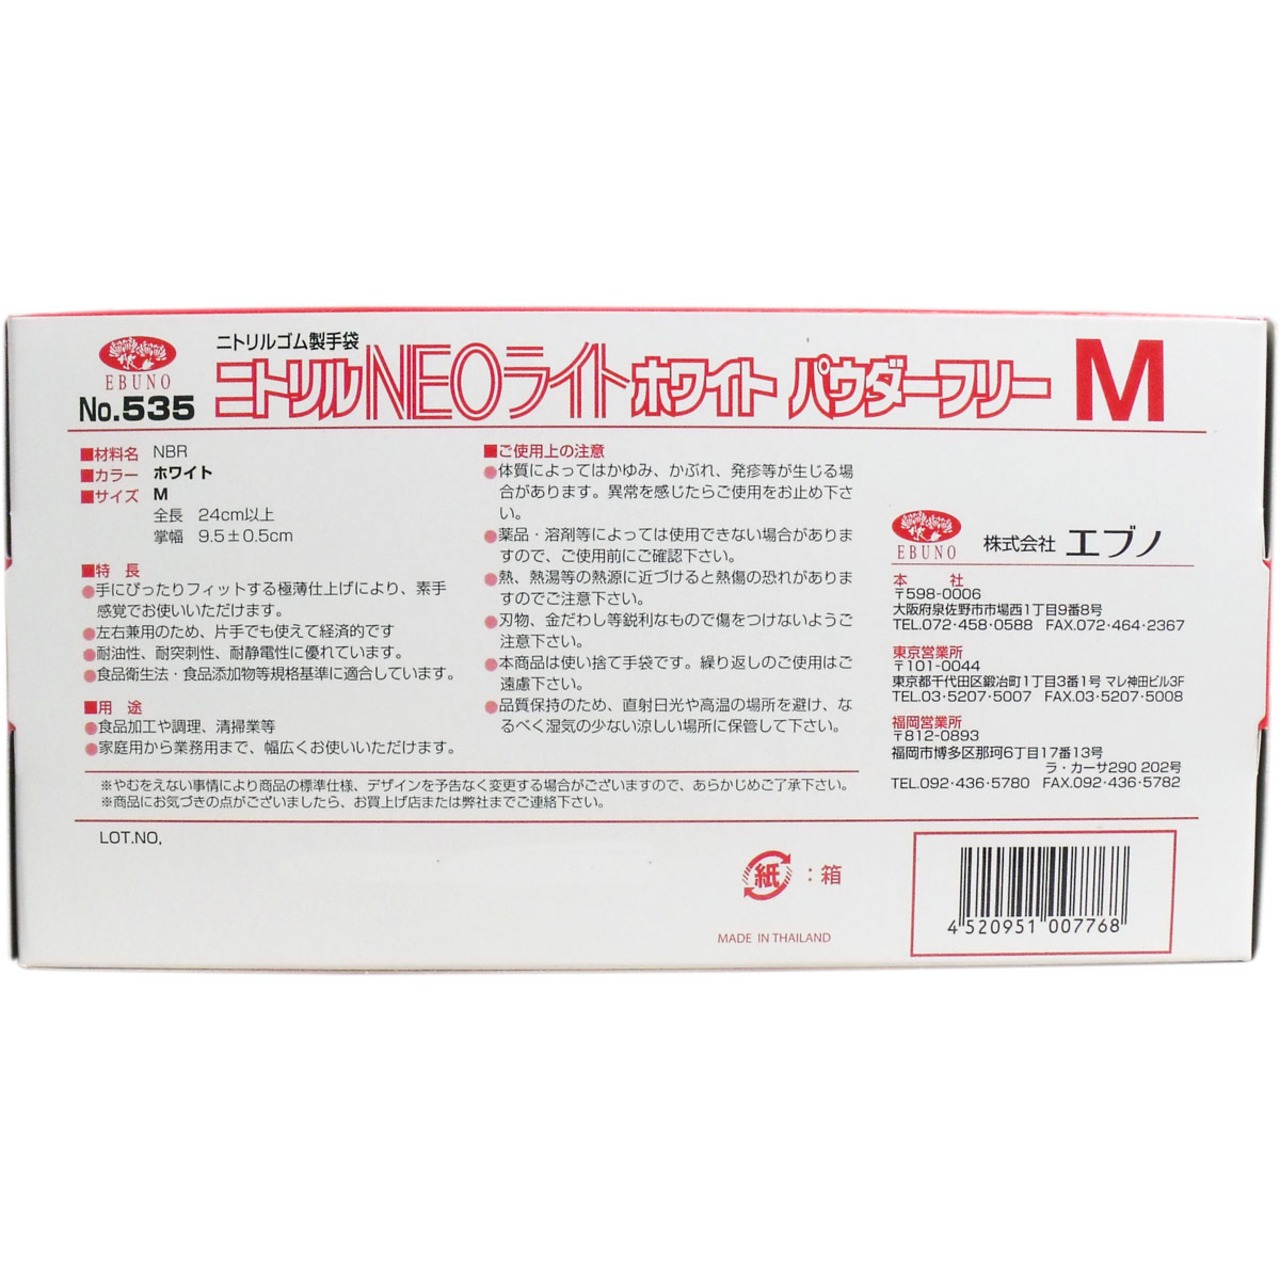 EBUNO
No.535
ニトリルゴム製手袋
ニトリルNEOライト ホワイト パウダーフリー M
■材料名 NBR
■カラー ホワイト
■サイズ M
全長 24cm以上
掌幅 9.5±0.5cm
■特 長
●手にぴったりフィットする極薄仕上げにより、素手
感覚でお使いいただけます。
●左右兼用のため、片手でも使えて経済的です
●耐油性、耐突刺性、耐静電性に優れています。
●食品衛生法・食品添加物等規格基準に適合しています。
■用 途
●食品加工や調理、清掃業等
●家庭用から業務用まで、幅広くお使いいただけます。
■ご使用上の注意
●体質によってはかゆみ、かぶれ、発疹等が生じる場
合があります。異常を感じたらご使用をお止め下さ
い。
●薬品・溶剤等によっては使用できない場合がありま
すので、ご使用前にご確認下さい。
●熱、熱湯等の熱源に近づけると熱傷の恐れがありま
すのでご注意下さい。
●刃物、金だわし等鋭利なもので傷をつけないようご
注意下さい。
●本商品は使い捨て手袋です。繰り返しのご使用はご
遠慮下さい。
●品質保持のため、直射日光や高温の場所を避け、な
るべく湿気の少ない涼しい場所に保管して下さい。
※やむをえない事情により商品の標準仕様、デザインを予告なく変更する場合がございますので、あらかじめご了承下さい。
※商品にお気づきの点がございましたら、お買上げ店または弊社までご連絡下さい。
EBUNO
株式会社 エブノ
本 社
〒598-0006
大阪府泉佐野市市場西1丁目9番8号
TEL.072・458・0588 FAX.072・464・2367
東京営業所
〒101-0044
東京都千代田区鍛冶町1丁目3番1号 マレ神田ビル3F
TEL.03・5207・5007 FAX.03・5207・5008
福岡営業所
〒812-0893
福岡市博多区那珂6丁目17番13号
ラ・カーサ290 202号
TEL.092・436・5780 FAX.092・436・5782
LOT.NO,
紙 : 箱
MADE IN THAILAND
4 520951 007768